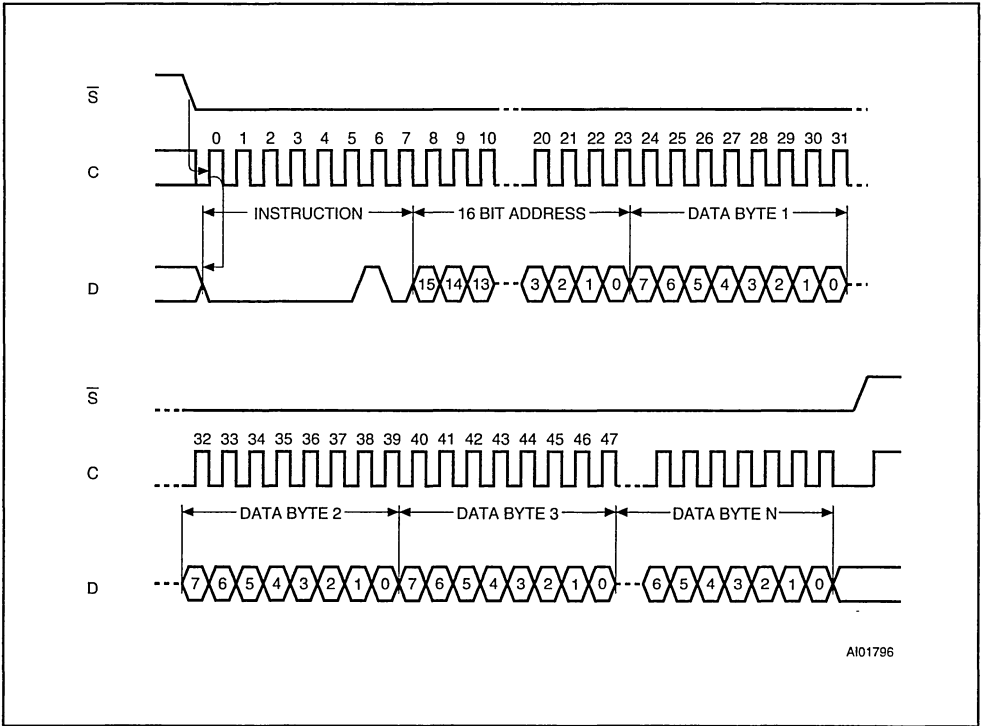 S
0 1 2 3 4 5 6 7 8 9 10 20 21 22 23 24 25 26 27 28 29 30 31
C
INSTRUCTION 16 BIT ADDRESS DATA BYTE 1
D 15 14 13 3 2 1 0 7 6 5 4 3 2 1 0
S
32 33 34 35 36 37 38 39 40 41 42 43 44 45 46 47
C
DATA BYTE 2 DATA BYTE 3 DATA BYTE N
D 7 6 5 4 3 2 1 0 7 6 5 4 3 2 1 0 6 5 4 3 2 1 0
AI01796